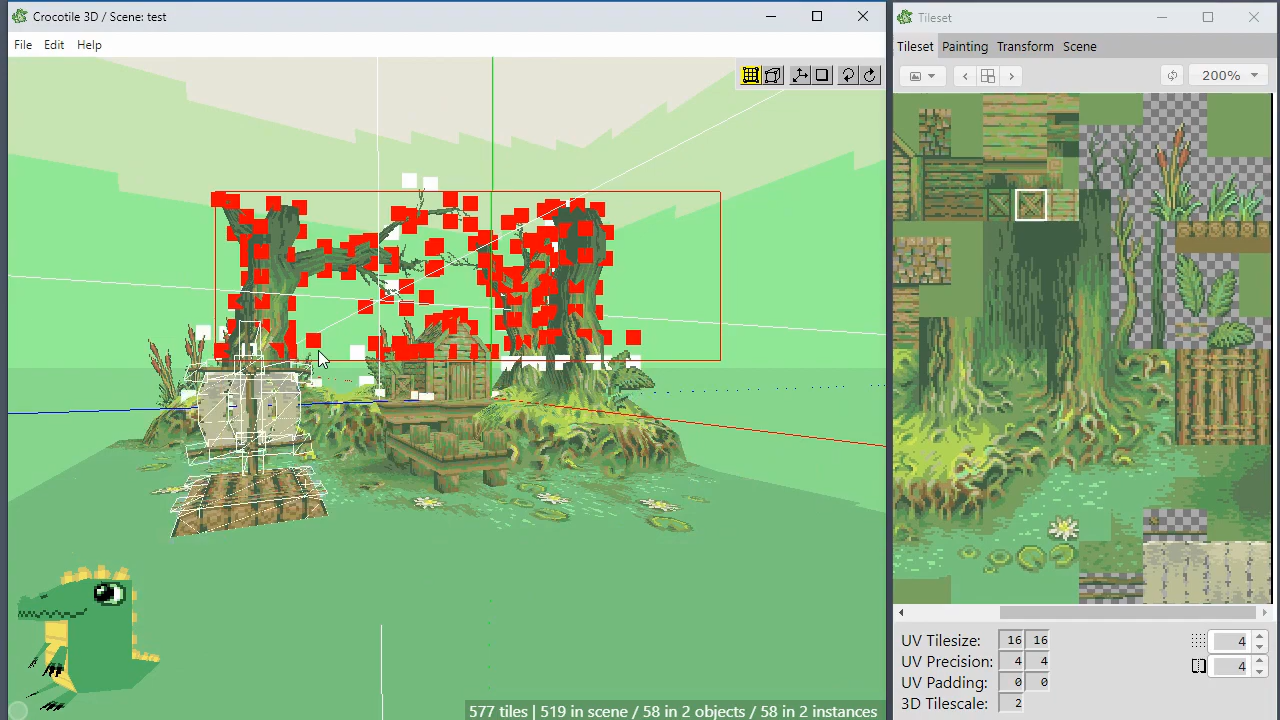 Crocotile 3D / Scene: test
File Edit Help
577 tiles | 519 in scene / 58 in 2 objects / 58 in 2 instances
Tileset
Tileset Painting Transform Scene
200%
UV Tilesize: 16 16
UV Precision: 4 4
UV Padding: 0 0
3D Tilescale: 2
4
4